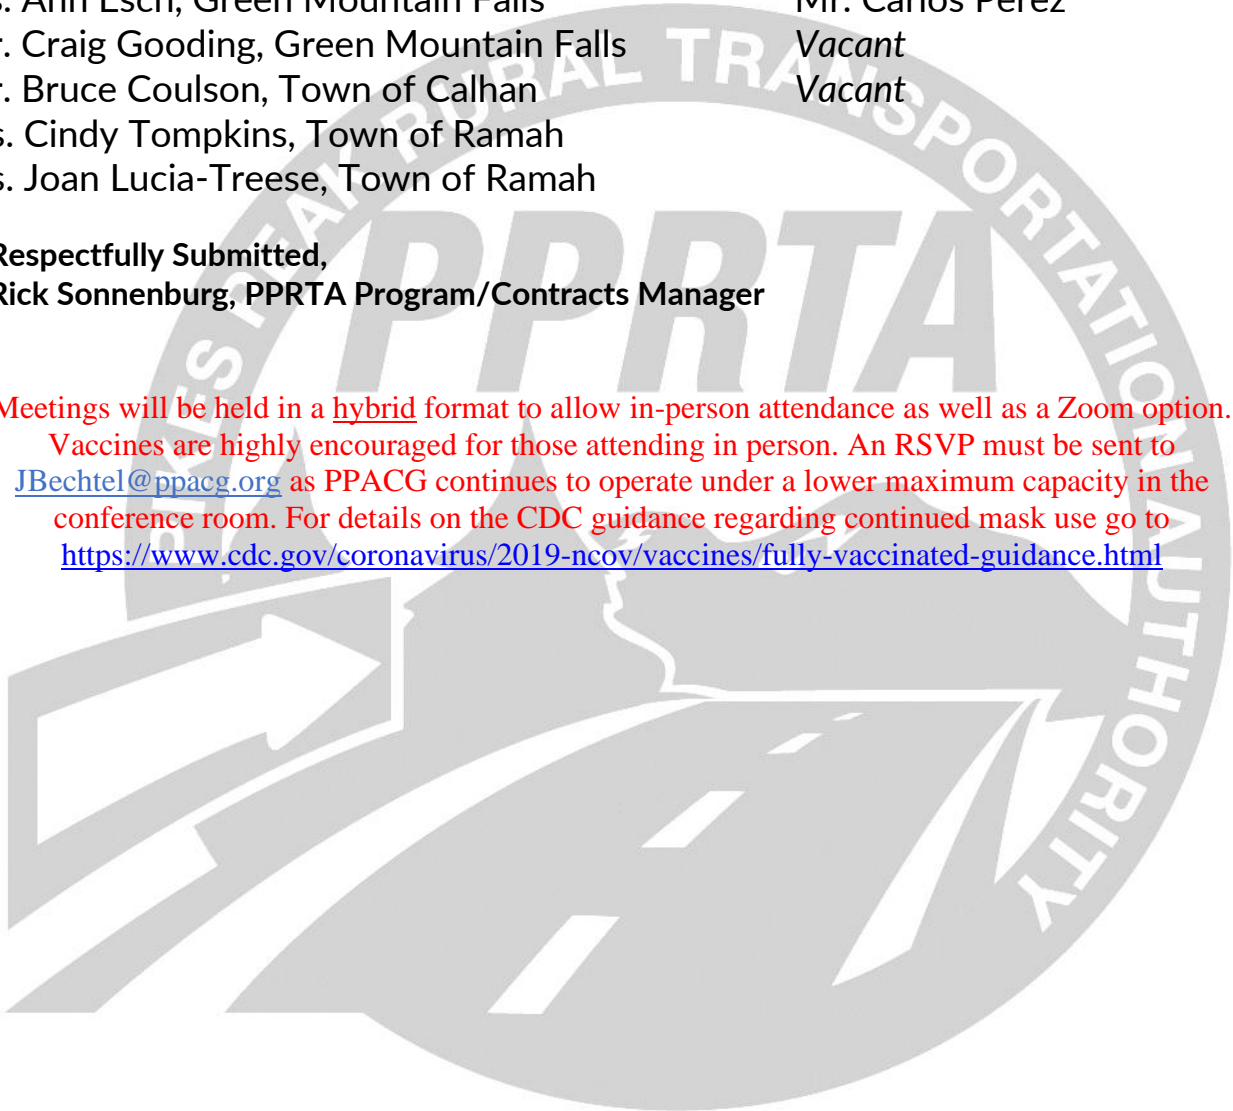 s. Ann Esch, Green Mountain Falls Mr. Carlos Perez
r. Craig Gooding, Green Mountain Falls Vacant
r. Bruce Coulson, Town of Calhan Vacant
s. Cindy Tompkins, Town of Ramah
s. Joan Lucia-Treese, Town of Ramah
Respectfully Submitted,
Rick Sonnenburg, PPRTA Program/Contracts Manager
Meetings will be held in a hybrid format to allow in-person attendance as well as a Zoom option.
Vaccines are highly encouraged for those attending in person. An RSVP must be sent to
JBechtel@ppacg.org as PPACG continues to operate under a lower maximum capacity in the
conference room. For details on the CDC guidance regarding continued mask use go to
https://www.cdc.gov/coronavirus/2019-ncov/vaccines/fully-vaccinated-guidance.html
PIKES PEAK RURAL TRANSPORTATION AUTHORITY
PPRTA